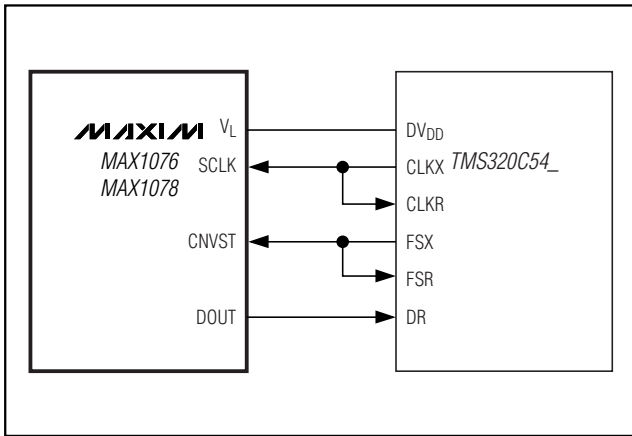 MAXIM
MAX1076
MAX1078
VL
SCLK
CNVST
DOUT
DVDD
CLKX
CLKR
FSX
FSR
DR
TMS320C54_